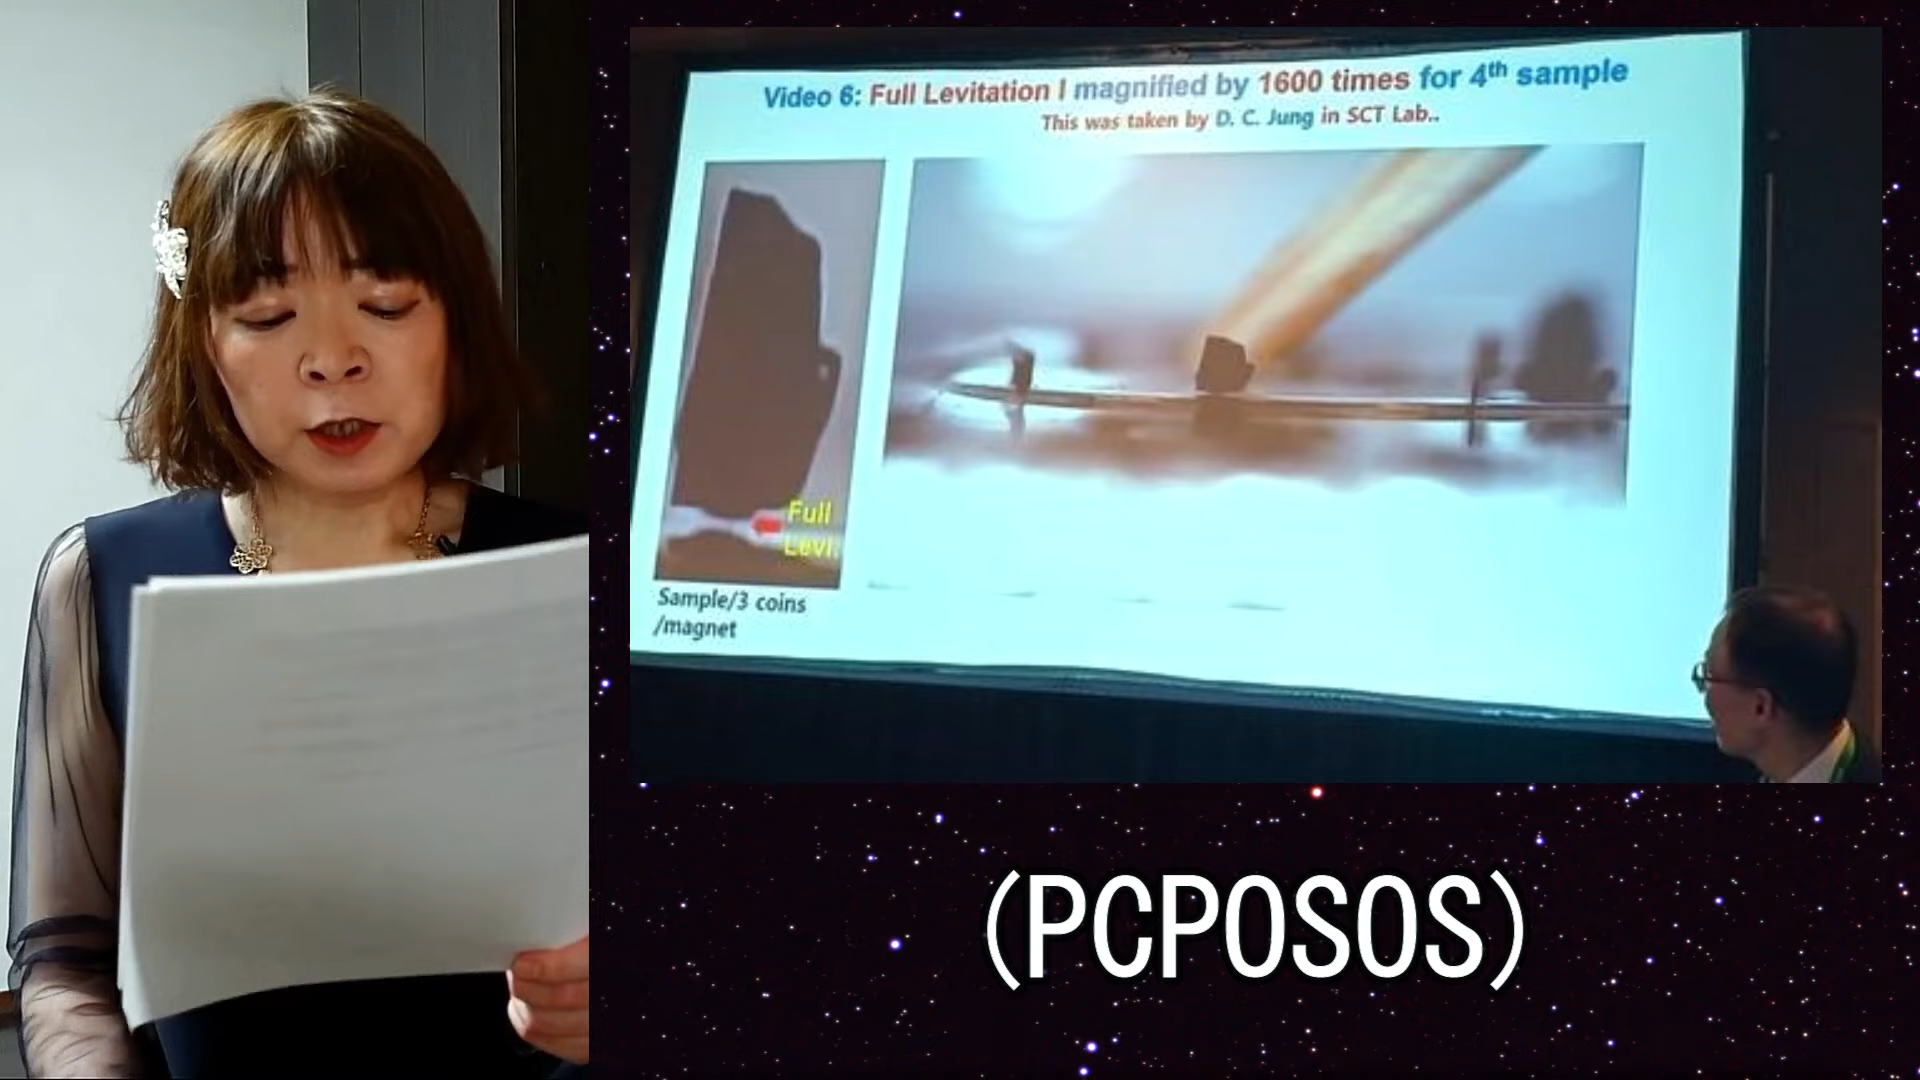 Video 6: Full Levitation I magnified by 1600 times for 4th sample
This was taken by D. C. Jung in SCT Lab..
Full
Levi.
Sample/3 coins
/magnet
(PCPOSOS)